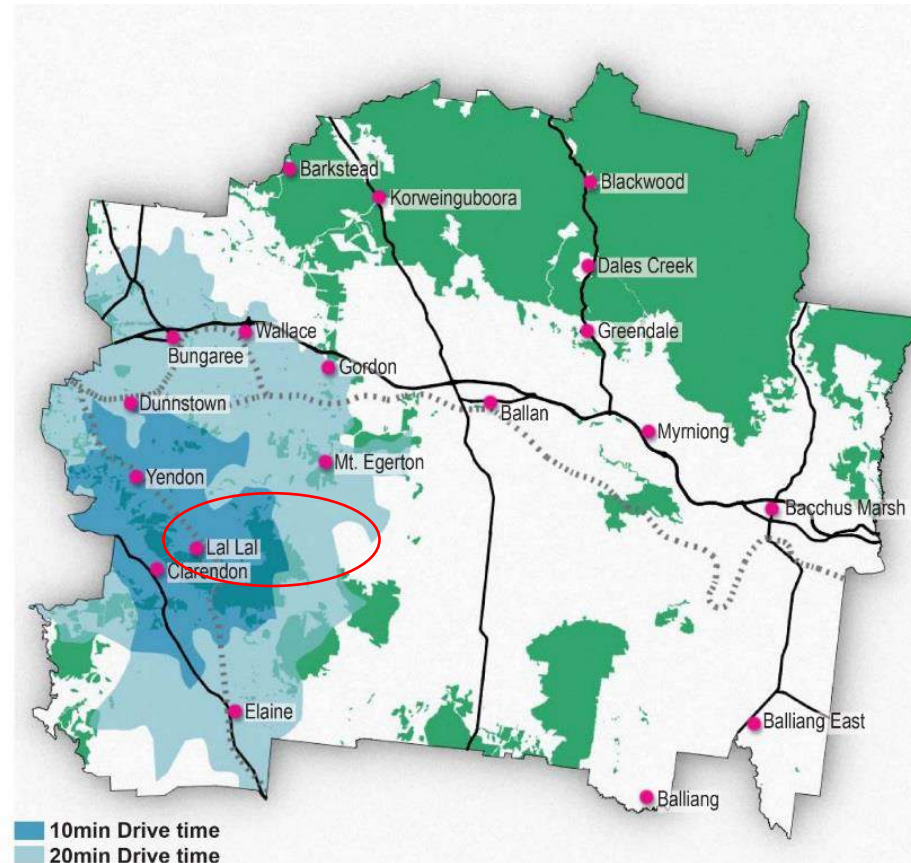 Barkstead
Korweinguboora
Blackwood
Dales Creek
Greendale
Wallace
Bungaree
Gordon
Dunnstown
Ballan
Myrniong
Mt. Egerton
Yendon
Bacchus Marsh
Lal Lal
Clarendon
Elaine
Balliang East
Balliang
10min Drive time
20min Drive time